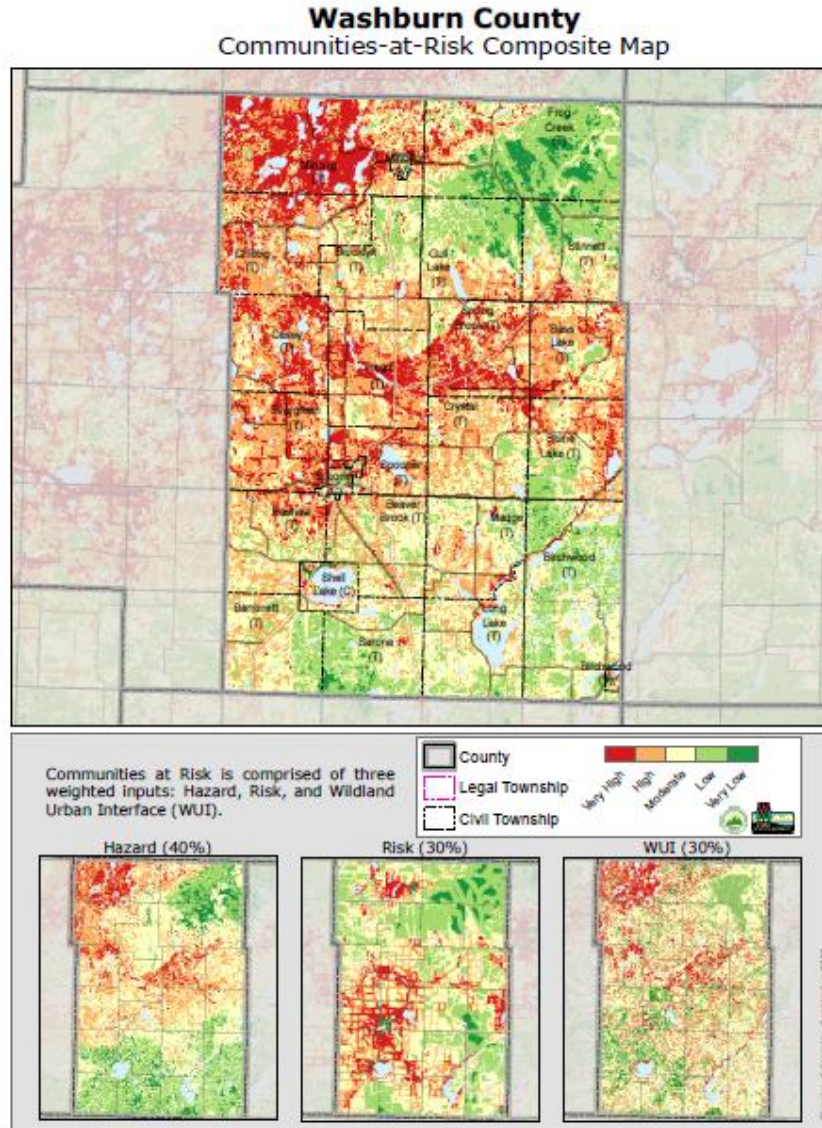 Washburn County
Communities-at-Risk Composite Map
Frog
Creek
(T)
Chicog
(T)
Brooklyn
(T)
Gull
Lake
(T)
Stinnett
(T)
Casey
(T)
Bass
Lake
(T)
Crystal
(T)
Stone
Lake (T)
Spooner
(T)
Beaver
Brook (T)
Madge
(T)
Birchwood
(T)
Shell
Lake (C)
Barronett
(T)
Sarona
(T)
Long
Lake
(T)
Birchwood
Communities at Risk is comprised of three
weighted inputs: Hazard, Risk, and Wildland
Urban Interface (WUI).
County
Legal Township
Civil Township
Very High
High
Moderate
Low
Very Low
Hazard (40%)
Risk (30%)
WUI (30%)